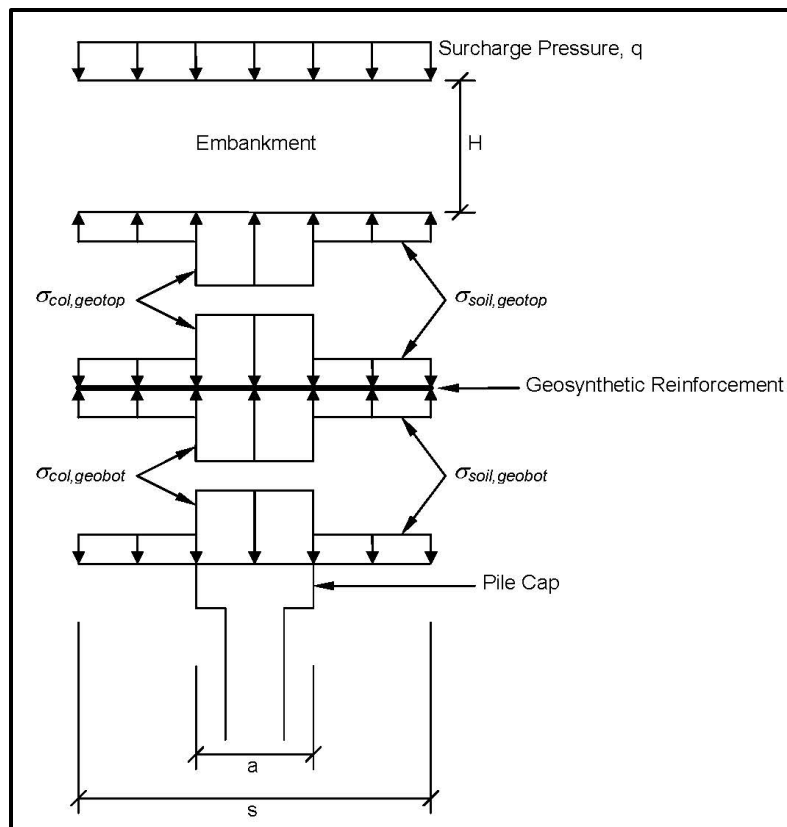 Surcharge Pressure, q
Embankment
H
σcol,geotop
σsoil,geotop
Geosynthetic Reinforcement
σcol,geobot
σsoil,geobot
Pile Cap
a
s